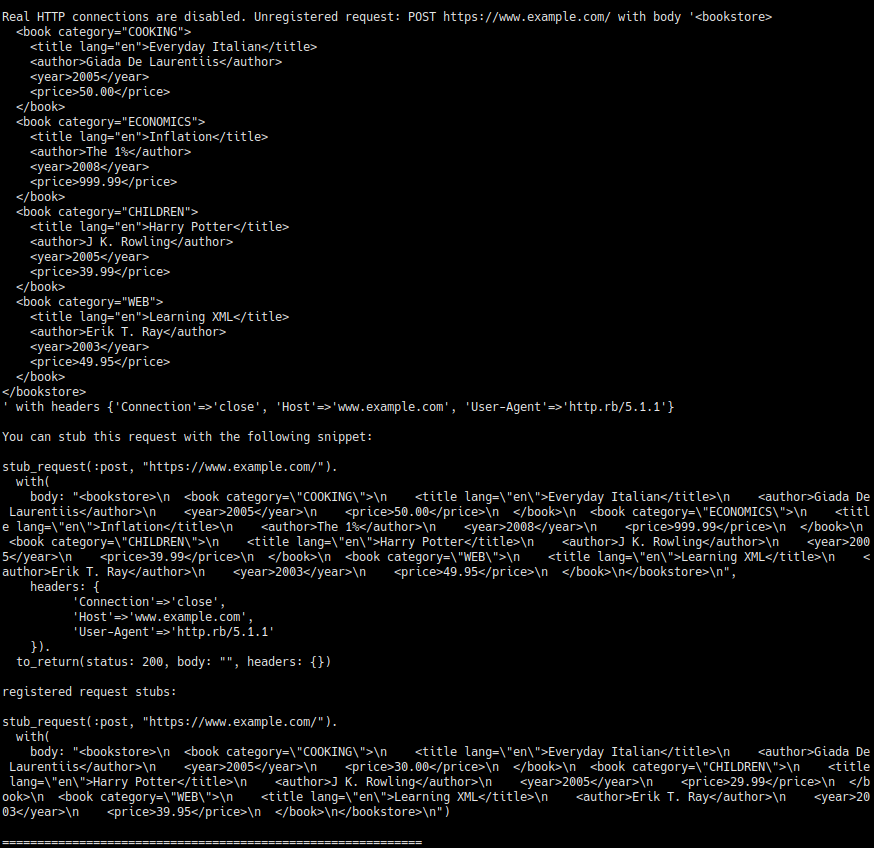 Real HTTP connections are disabled. Unregistered request: POST https://www.example.com/ with body '<bookstore>
  <book category="COOKING">
    <title lang="en">Everyday Italian</title>
    <author>Giada De Laurentiis</author>
    <year>2005</year>
    <price>50.00</price>
  </book>
  <book category="ECONOMICS">
    <title lang="en">Inflation</title>
    <author>The 1%</author>
    <year>2008</year>
    <price>999.99</price>
  </book>
  <book category="CHILDREN">
    <title lang="en">Harry Potter</title>
    <author>J K. Rowling</author>
    <year>2005</year>
    <price>39.99</price>
  </book>
  <book category="WEB">
    <title lang="en">Learning XML</title>
    <author>Erik T. Ray</author>
    <year>2003</year>
    <price>49.95</price>
  </book>
</bookstore>
' with headers {'Connection'=>'close', 'Host'=>'www.example.com', 'User-Agent'=>'http.rb/5.1.1'}

You can stub this request with the following snippet:

stub_request(:post, "https://www.example.com/").
  with(
    body: "<bookstore>\n  <book category=\"COOKING\">\n    <title lang=\"en\">Everyday Italian</title>\n    <author>Giada De
 Laurentiis</author>\n    <year>2005</year>\n    <price>50.00</price>\n  </book>\n  <book category=\"ECONOMICS\">\n    <titl
e lang=\"en\">Inflation</title>\n    <author>The 1%</author>\n    <year>2008</year>\n    <price>999.99</price>\n  </book>\n 
 <book category=\"CHILDREN\">\n    <title lang=\"en\">Harry Potter</title>\n    <author>J K. Rowling</author>\n    <year>200
5</year>\n    <price>39.99</price>\n  </book>\n  <book category=\"WEB\">\n    <title lang=\"en\">Learning XML</title>\n    <
author>Erik T. Ray</author>\n    <year>2003</year>\n    <price>49.95</price>\n  </book>\n</bookstore>\n",
    headers: {
          'Connection'=>'close',
          'Host'=>'www.example.com',
          'User-Agent'=>'http.rb/5.1.1'
    }).
  to_return(status: 200, body: "", headers: {})

registered request stubs:

stub_request(:post, "https://www.example.com/").
  with(
    body: "<bookstore>\n  <book category=\"COOKING\">\n    <title lang=\"en\">Everyday Italian</title>\n    <author>Giada De
 Laurentiis</author>\n    <year>2005</year>\n    <price>30.00</price>\n  </book>\n  <book category=\"CHILDREN\">\n    <title
 lang=\"en\">Harry Potter</title>\n    <author>J K. Rowling</author>\n    <year>2005</year>\n    <price>29.99</price>\n  </b
ook>\n  <book category=\"WEB\">\n    <title lang=\"en\">Learning XML</title>\n    <author>Erik T. Ray</author>\n    <year>20
03</year>\n    <price>39.95</price>\n  </book>\n</bookstore>\n")

============================================================